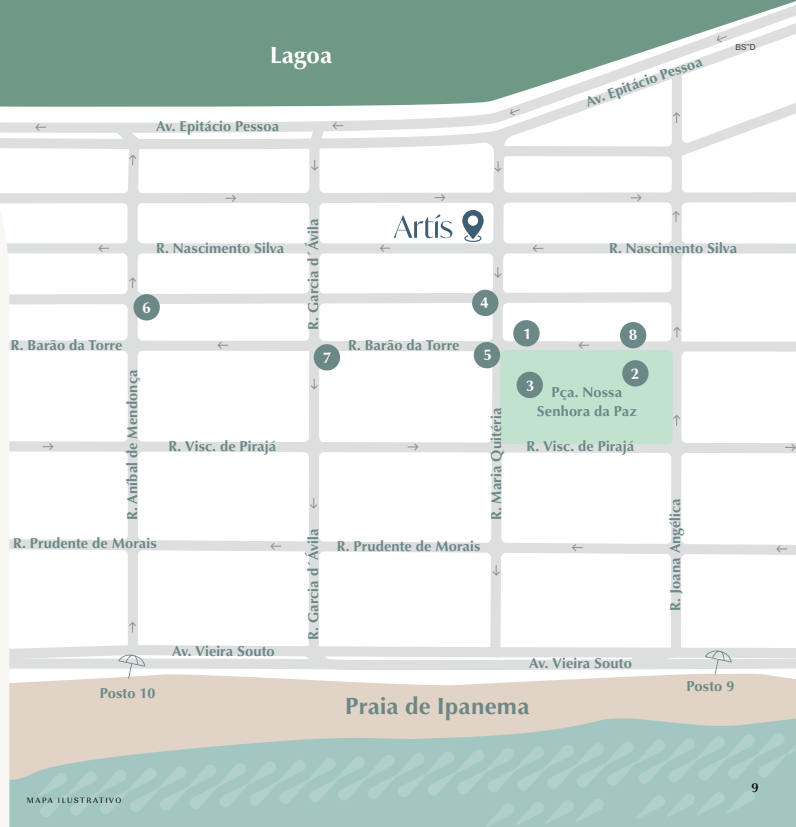 Lagoa
BS"D
Av. Epitácio Pessoa
Av. Epitácio Pessoa
Artís
R. Nascimento Silva
R. Nascimento Silva
R. Garcia d´Ávila
6
4
1
8
R. Barão da Torre
R. Barão da Torre
7
5
3
2
Pça. Nossa
Senhora da Paz
R. Aníbal de Mendonça
R. Maria Quitéria
R. Visc. de Pirajá
R. Visc. de Pirajá
R. Joana Angélica
R. Garcia d´Ávila
R. Prudente de Morais
R. Prudente de Morais
Av. Vieira Souto
Av. Vieira Souto
Posto 10
Posto 9
Praia de Ipanema
MAPA ILUSTRATIVO
9